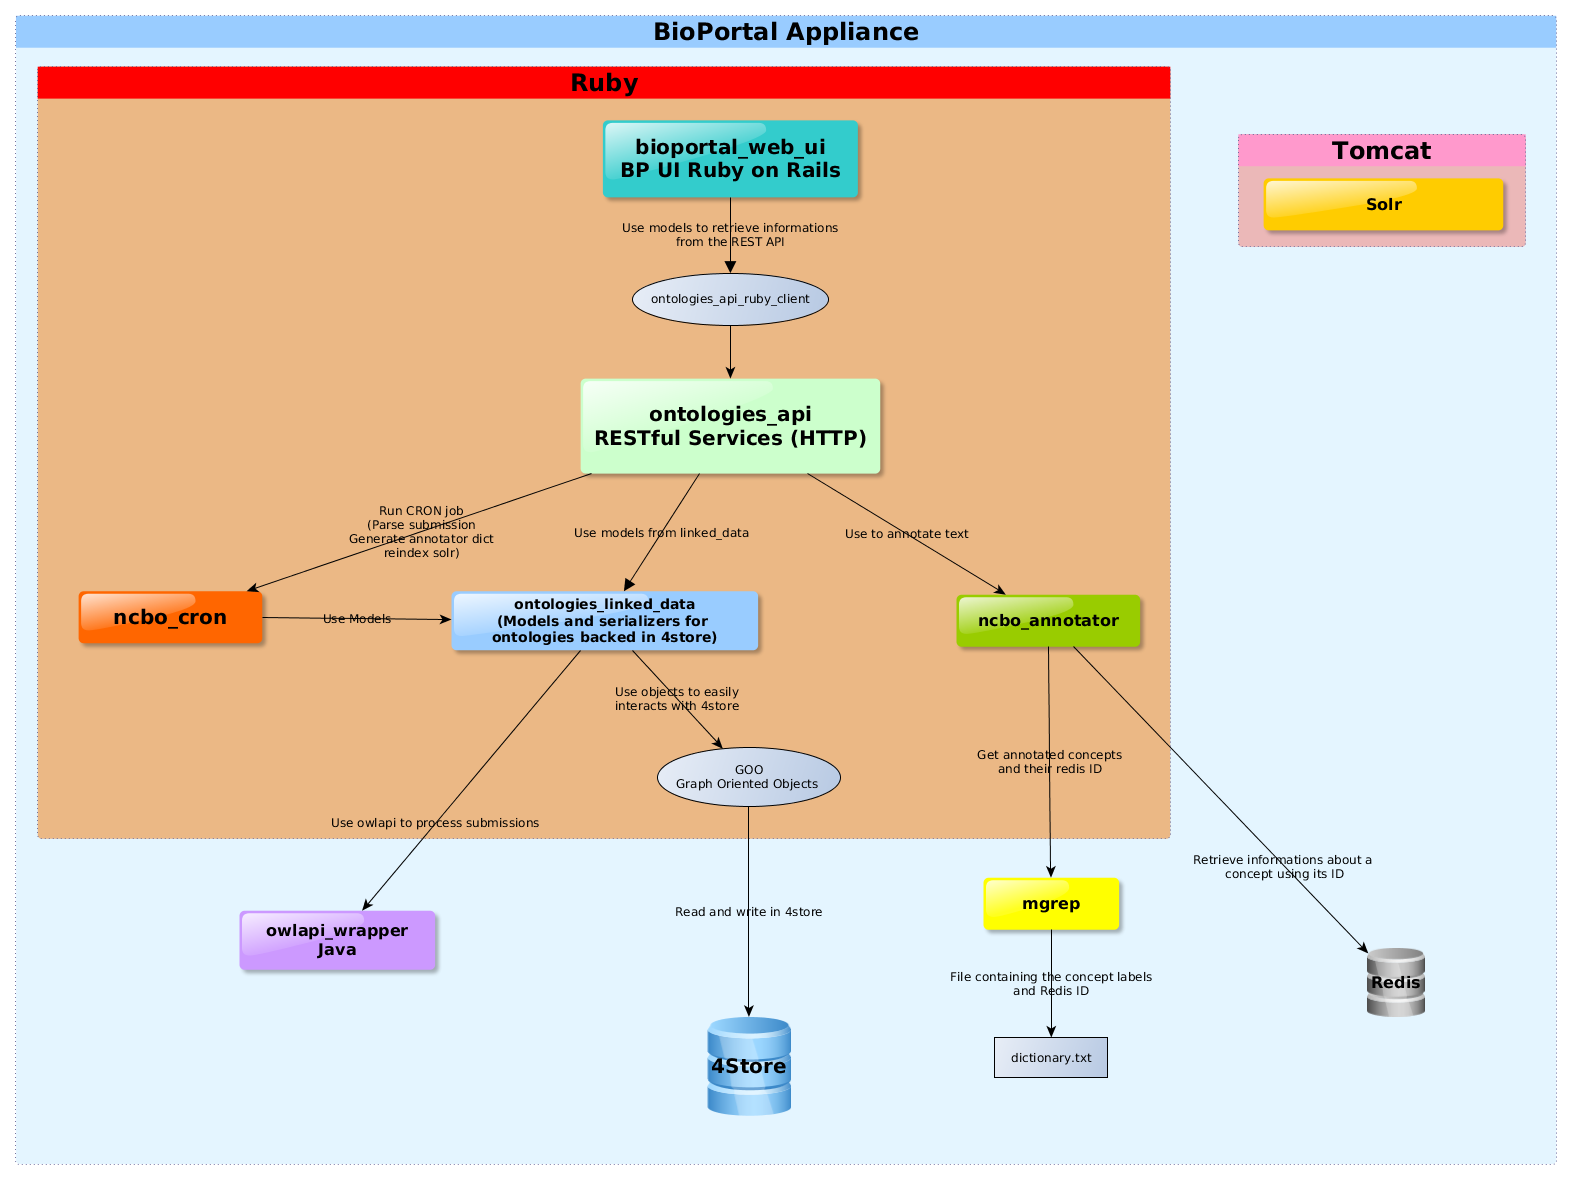 BioPortal Appliance
Ruby
bioportal_web_ui
BP UI Ruby on Rails
Tomcat
Solr
Use models to retrieve informations
from the REST API
ontologies_api_ruby_client
ontologies_api
RESTful Services (HTTP)
Run CRON job
(Parse submission
Generate annotator dict
reindex solr)
Use models from linked_data
Use to annotate text
ncbo_cron
Use Models
ontologies_linked_data
(Models and serializers for
ontologies backed in 4store)
ncbo_annotator
Use objects to easily
interacts with 4store
GOO
Graph Oriented Objects
Get annotated concepts
and their redis ID
Use owlapi to process submissions
Retrieve informations about a
concept using its ID
owlapi_wrapper
Java
Read and write in 4store
mgrep
File containing the concept labels
and Redis ID
Redis
4Store
dictionary.txt